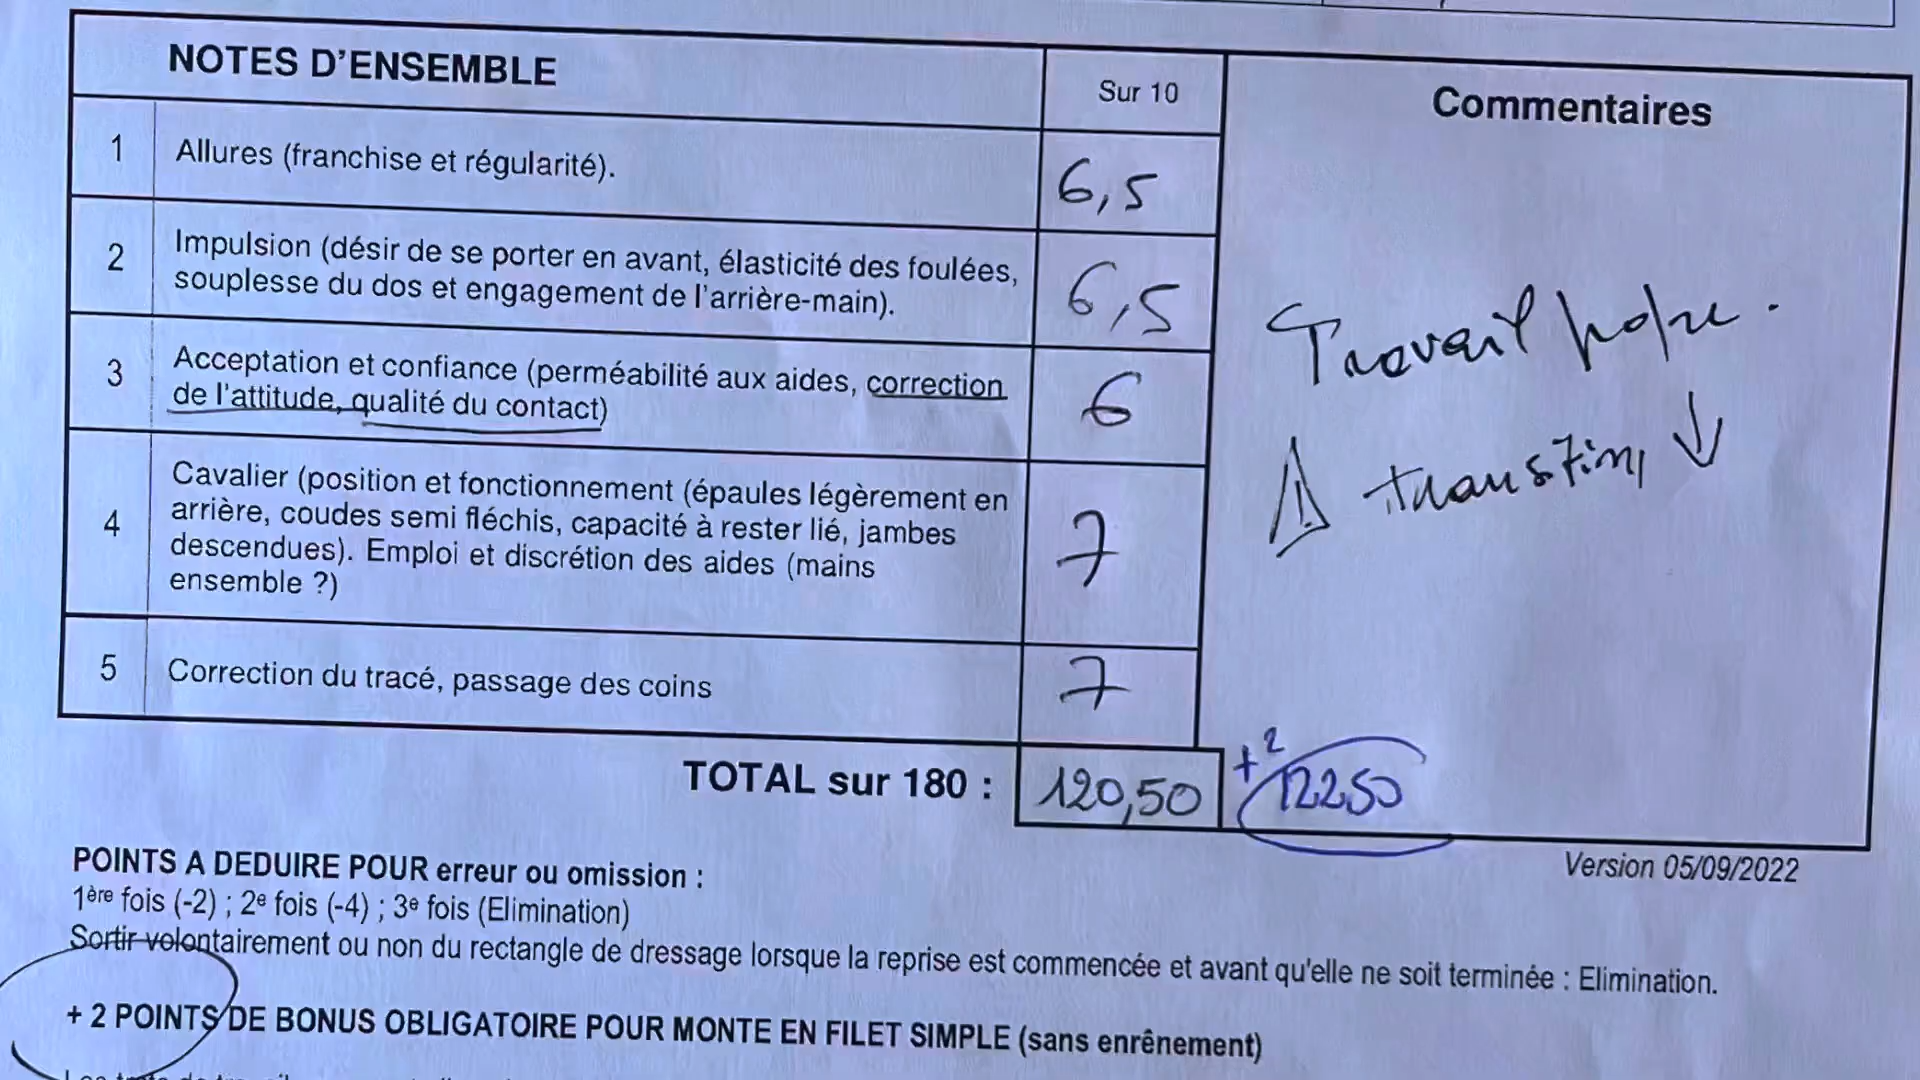 NOTES D'ENSEMBLE
Sur 10
Commentaires
1 Allures (franchise et régularité).
6,5
2 Impulsion (désir de se porter en avant, élasticité des foulées,
souplesse du dos et engagement de l'arrière-main).
6,5
3 Acceptation et confiance (perméabilité aux aides, correction
de l'attitude, qualité du contact)
6
4 Cavalier (position et fonctionnement (épaules légèrement en
arrière, coudes semi fléchis, capacité à rester lié, jambes
descendues). Emploi et discrétion des aides (mains
ensemble ?)
7
5 Correction du tracé, passage des coins
7
Travail propre.
⚠ transitions ↓
TOTAL sur 180 : 120,50
+2 122,50
Version 05/09/2022
POINTS A DEDUIRE POUR erreur ou omission :
1ère fois (-2) ; 2e fois (-4) ; 3e fois (Elimination)
Sortir volontairement ou non du rectangle de dressage lorsque la reprise est commencée et avant qu'elle ne soit terminée : Elimination.
+ 2 POINTS DE BONUS OBLIGATOIRE POUR MONTE EN FILET SIMPLE (sans enrênement)